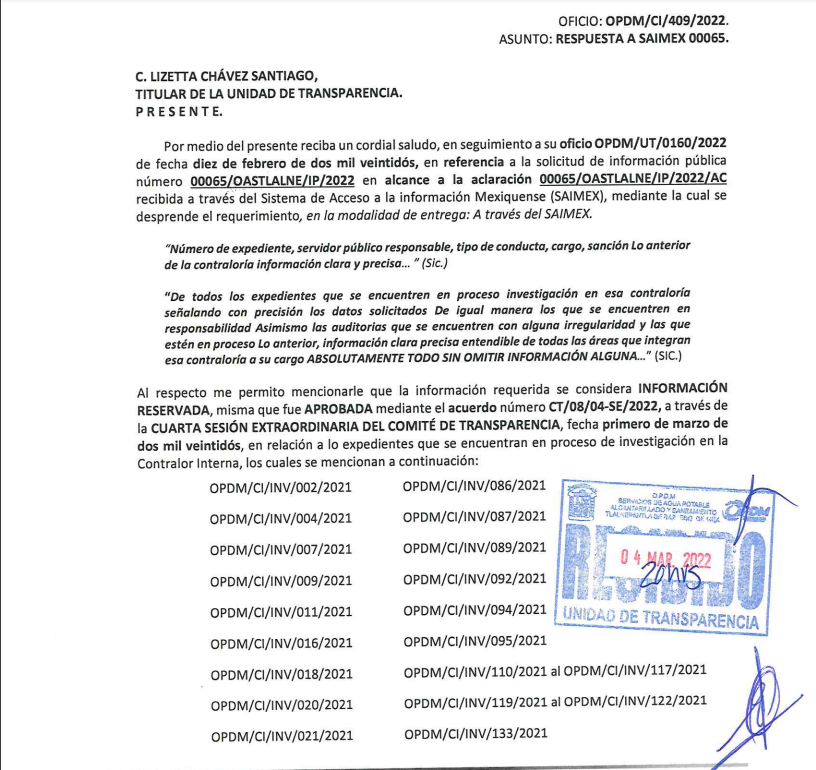 OFICIO: OPDM/CI/409/2022.
ASUNTO: RESPUESTA A SAIMEX 00065.
C. LIZETTA CHÁVEZ SANTIAGO,
TITULAR DE LA UNIDAD DE TRANSPARENCIA.
P R E S E N T E.
Por medio del presente reciba un cordial saludo, en seguimiento a su oficio OPDM/UT/0160/2022
de fecha diez de febrero de dos mil veintidós, en referencia a la solicitud de información pública
número 00065/OASTLALNE/IP/2022 en alcance a la aclaración 00065/OASTLALNE/IP/2022/AC
recibida a través del Sistema de Acceso a la información Mexiquense (SAIMEX), mediante la cual se
desprende el requerimiento, en la modalidad de entrega: A través del SAIMEX.
“Número de expediente, servidor público responsable, tipo de conducta, cargo, sanción Lo anterior
de la contraloría información clara y precisa... ” (Sic.)
“De todos los expedientes que se encuentren en proceso investigación en esa contraloría
señalando con precisión los datos solicitados De igual manera los que se encuentren en
responsabilidad Asimismo las auditorias que se encuentren con alguna irregularidad y las que
estén en proceso Lo anterior, información clara precisa entendible de todas las áreas que integran
esa contraloría a su cargo ABSOLUTAMENTE TODO SIN OMITIR INFORMACIÓN ALGUNA...” (SIC.)
Al respecto me permito mencionarle que la información requerida se considera INFORMACIÓN
RESERVADA, misma que fue APROBADA mediante el acuerdo número CT/08/04-SE/2022, a través de
la CUARTA SESIÓN EXTRAORDINARIA DEL COMITÉ DE TRANSPARENCIA, fecha primero de marzo de
dos mil veintidós, en relación a lo expedientes que se encuentran en proceso de investigación en la
Contralor Interna, los cuales se mencionan a continuación:
OPDM/CI/INV/002/2021 OPDM/CI/INV/086/2021
OPDM/CI/INV/004/2021 OPDM/CI/INV/087/2021
OPDM/CI/INV/007/2021 OPDM/CI/INV/089/2021
OPDM/CI/INV/009/2021 OPDM/CI/INV/092/2021
OPDM/CI/INV/011/2021 OPDM/CI/INV/094/2021
OPDM/CI/INV/016/2021 OPDM/CI/INV/095/2021
OPDM/CI/INV/018/2021 OPDM/CI/INV/110/2021 al OPDM/CI/INV/117/2021
OPDM/CI/INV/020/2021 OPDM/CI/INV/119/2021 al OPDM/CI/INV/122/2021
OPDM/CI/INV/021/2021 OPDM/CI/INV/133/2021
O.P.D.M
SERVICIOS DE AGUA POTABLE
ALCANTARILLADO Y SANEAMIENTO
OPDM
RECIBIDO
04 MAR. 2022
UNIDAD DE TRANSPARENCIA